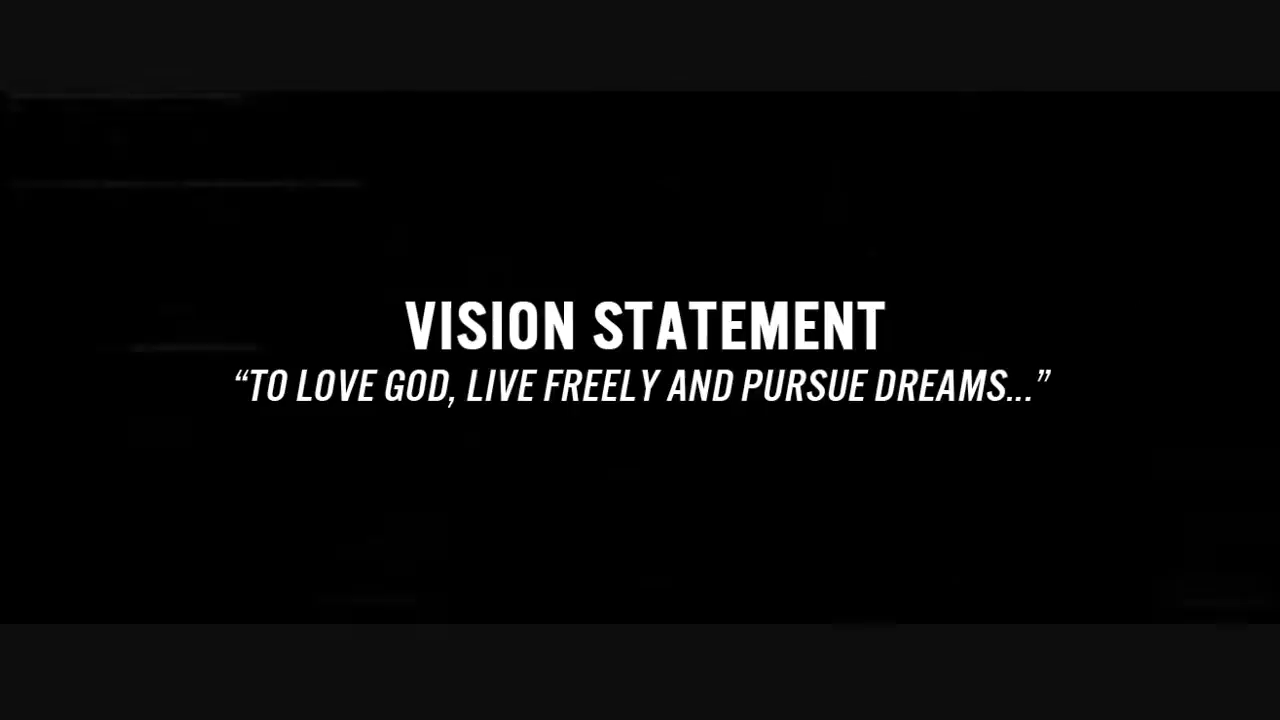 VISION STATEMENT
“TO LOVE GOD, LIVE FREELY AND PURSUE DREAMS...”